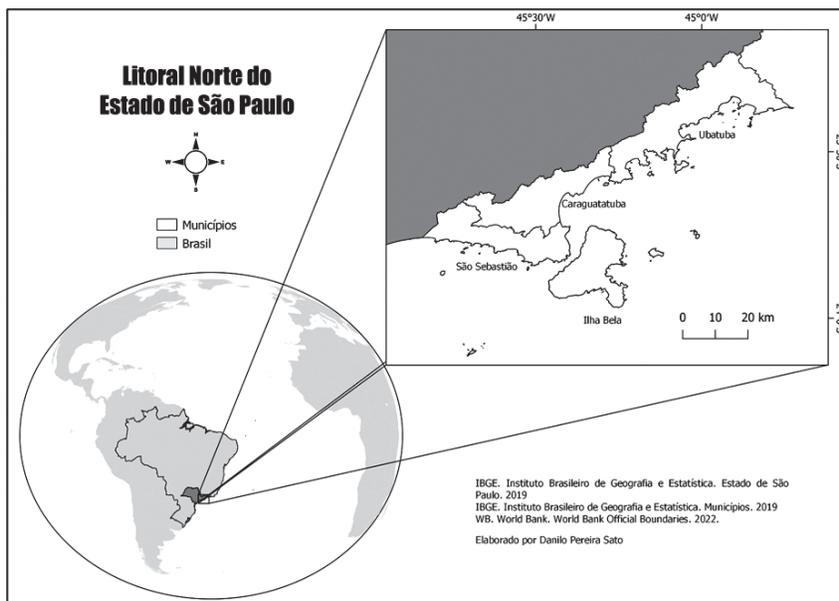 45°30'W
45°0'W
Litoral Norte do
Estado de São Paulo
N
W
E
S
Municípios
Brasil
Ubatuba
Caraguatatuba
São Sebastião
Ilha Bela
0 10 20 km
IBGE. Instituto Brasileiro de Geografia e Estatística. Estado de São
Paulo. 2019
IBGE. Instituto Brasileiro de Geografia e Estatística. Municípios. 2019
WB. World Bank. World Bank Official Boundaries. 2022.
Elaborado por Danilo Pereira Sato